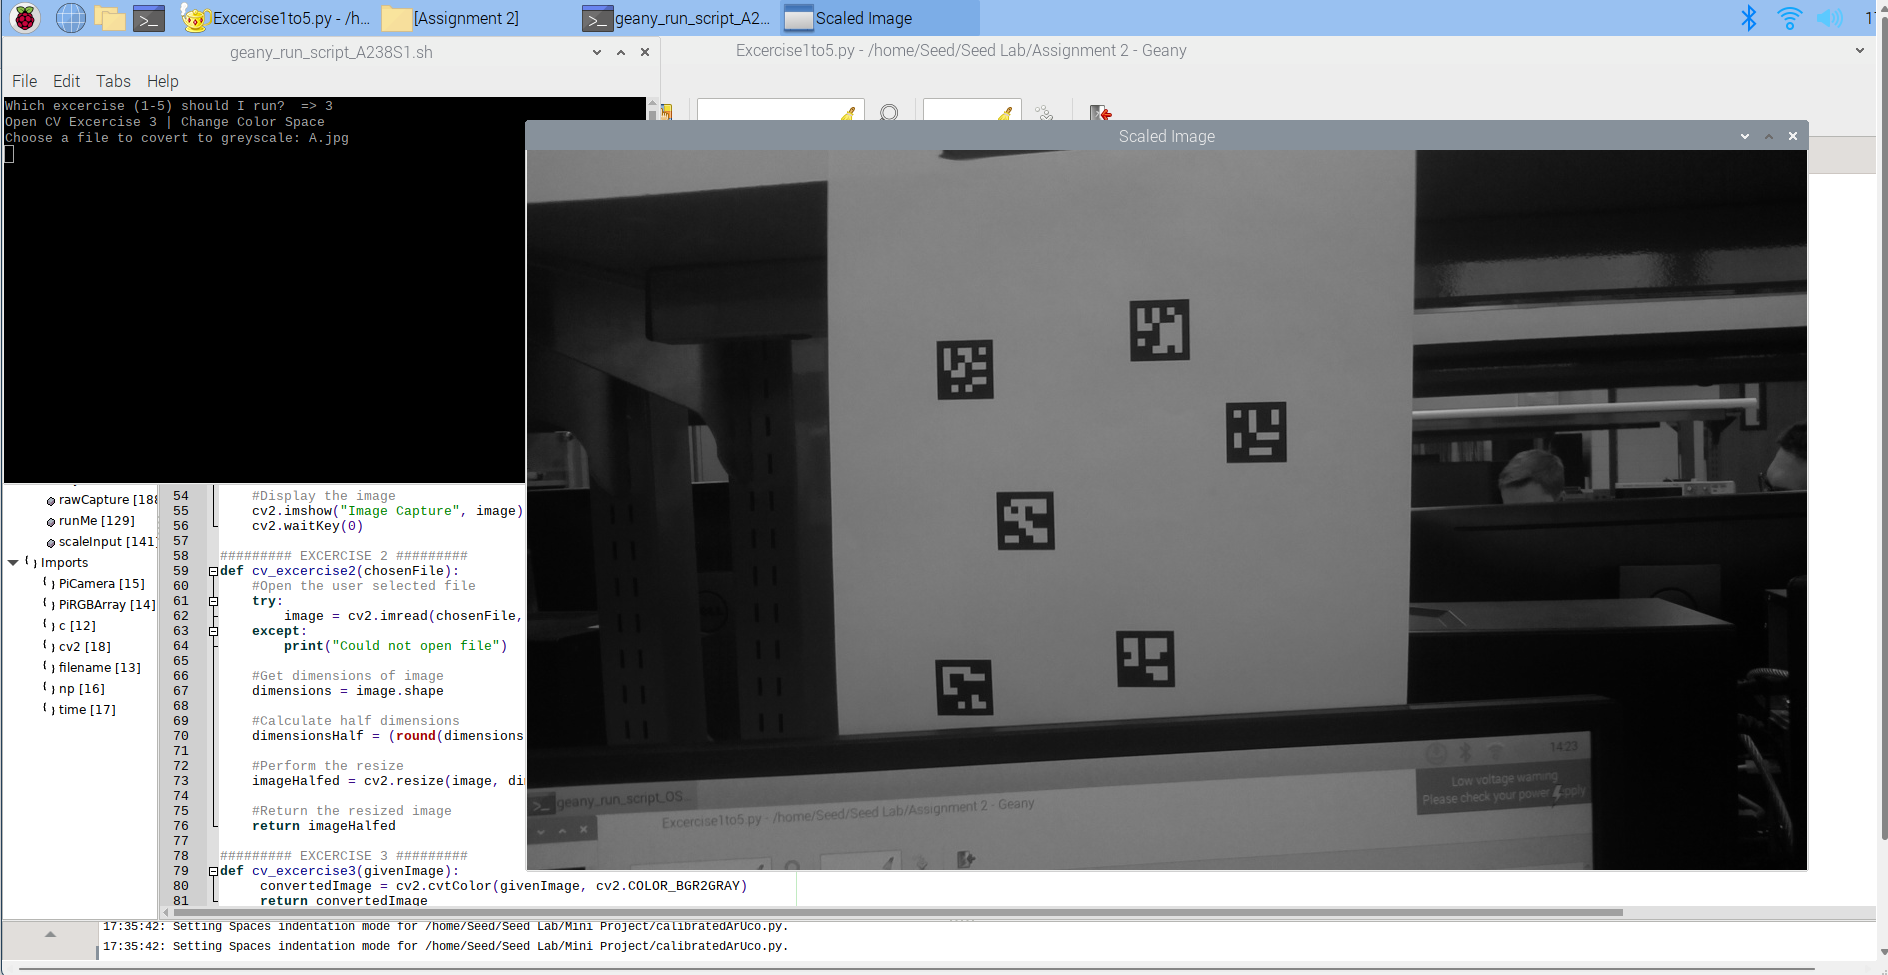 Excercise1to5.py - /h...
[Assignment 2]
geany_run_script_A2...
Scaled Image
geany_run_script_A238S1.sh
Excercise1to5.py - /home/Seed/Seed Lab/Assignment 2 - Geany
File Edit Tabs Help
Which excercise (1-5) should I run?  => 3
Open CV Excercise 3 | Change Color Space
Choose a file to covert to greyscale: A.jpg
Scaled Image
14:23
Low voltage warning
Please check your power
geany_run_script_OS...
Excercise1to5.py - /home/Seed/Seed Lab/Assignment 2 - Geany
rawCapture [188
runMe [129]
scaleInput [141]
Imports
PiCamera [15]
PiRGBArray [14]
c [12]
cv2 [18]
filename [13]
np [16]
time [17]
54     #Display the image
55     cv2.imshow("Image Capture", image)
56     cv2.waitKey(0)
57
58 ######### EXCERCISE 2 #########
59 def cv_excercise2(chosenFile):
60     #Open the user selected file
61     try:
62         image = cv2.imread(chosenFile,
63     except:
64         print("Could not open file")
65
66     #Get dimensions of image
67     dimensions = image.shape
68
69     #Calculate half dimensions
70     dimensionsHalf = (round(dimensions
71
72     #Perform the resize
73     imageHalfed = cv2.resize(image, di
74
75     #Return the resized image
76     return imageHalfed
77
78 ######### EXCERCISE 3 #########
79 def cv_excercise3(givenImage):
80      convertedImage = cv2.cvtColor(givenImage, cv2.COLOR_BGR2GRAY)
81      return convertedImage
17:35:42: Setting Spaces indentation mode for /home/Seed/Seed Lab/Mini Project/calibratedArUco.py.
17:35:42: Setting Spaces indentation mode for /home/Seed/Seed Lab/Mini Project/calibratedArUco.py.